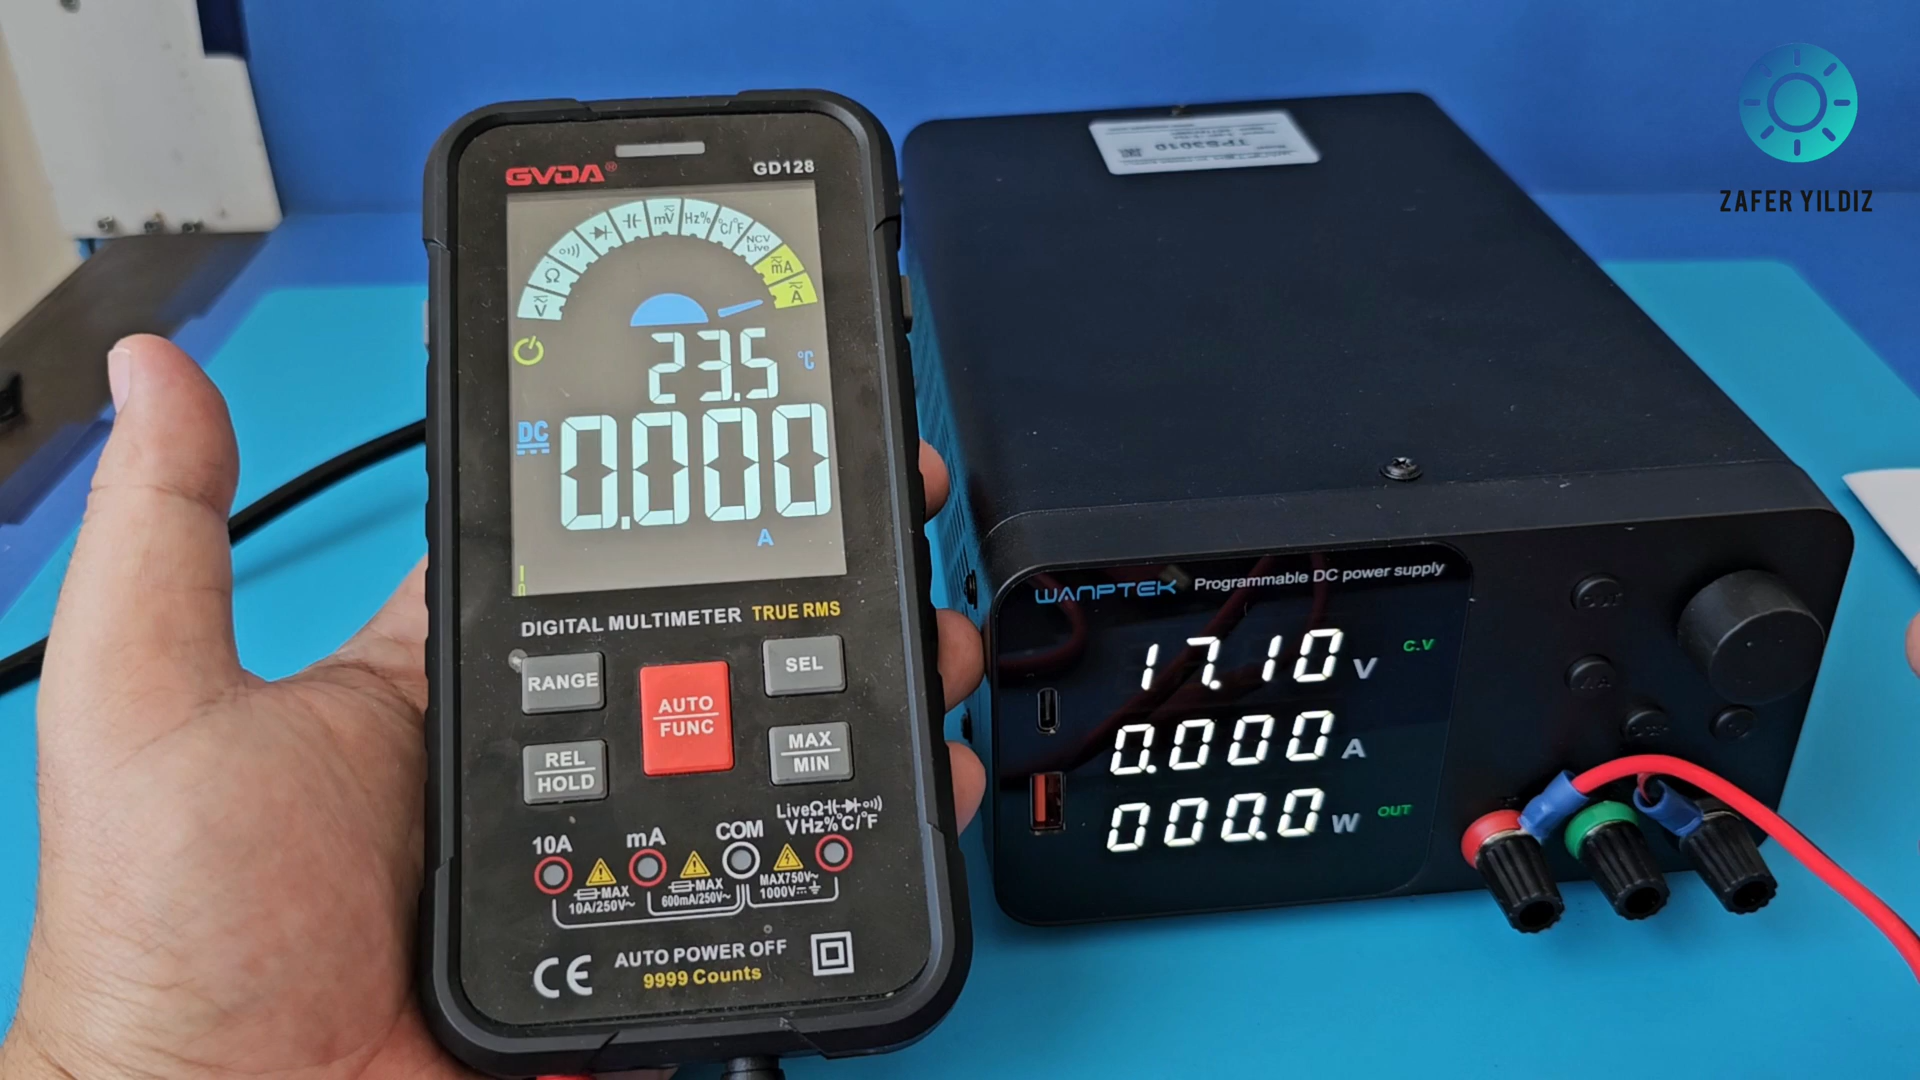 ZAFER YILDIZ
GVDA®
GD128
V Ω mV Hz% °C/°F NCV Live mA A
23.5 °C
DC 0.000
A
DIGITAL MULTIMETER TRUE RMS
RANGE
SEL
AUTO
FUNC
REL
HOLD
MAX
MIN
10A
mA
COM
LiveΩ
VHz%°C/°F
MAX
10A/250V~
MAX
600mA/250V~
MAX750V~
1000V
AUTO POWER OFF
9999 Counts
CE
TPS3010
WANPTEK Programmable DC power supply
17.10 V
C.V
0.000 A
000.0 W
OUT
OUT